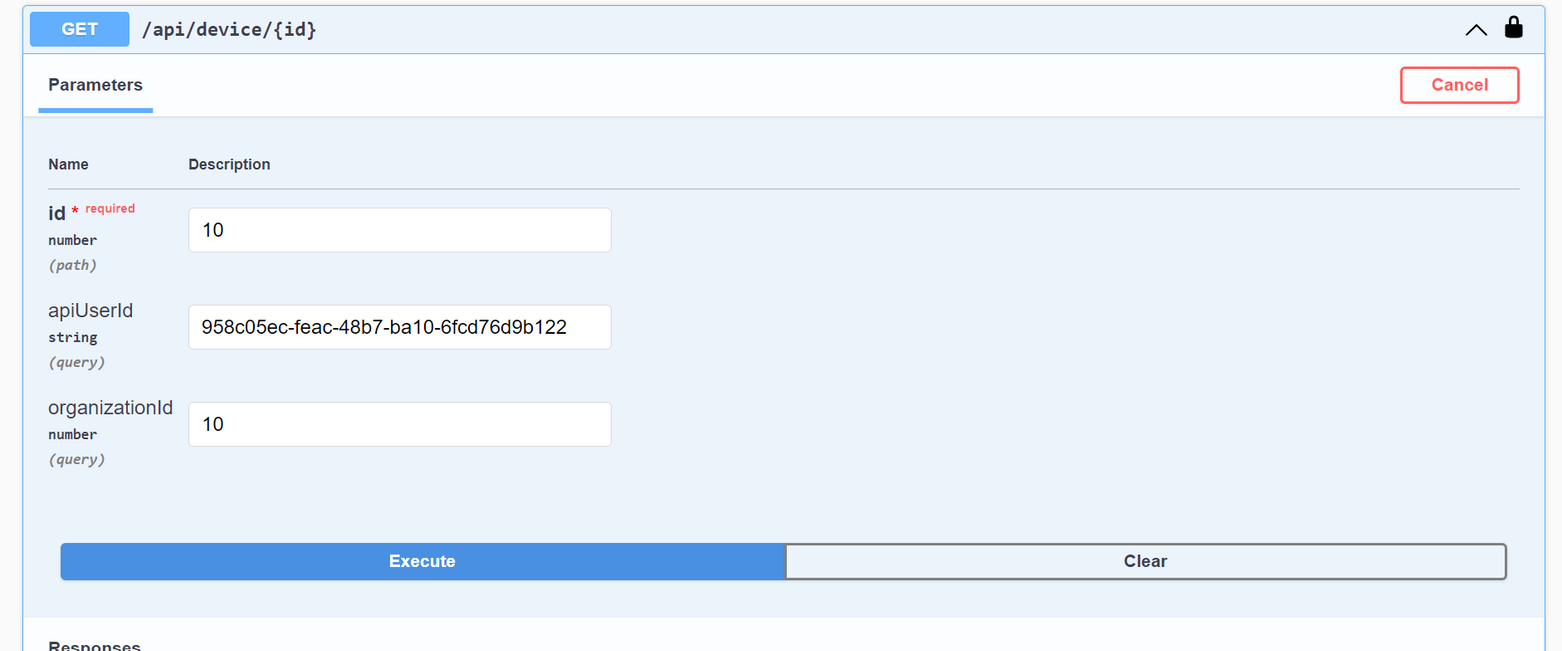 GET /api/device/{id}
Parameters
Cancel
Name Description
id * required
10
number
(path)
apiUserId
958c05ec-feac-48b7-ba10-6fcd76d9b122
string
(query)
organizationId
10
number
(query)
Execute Clear
Responses